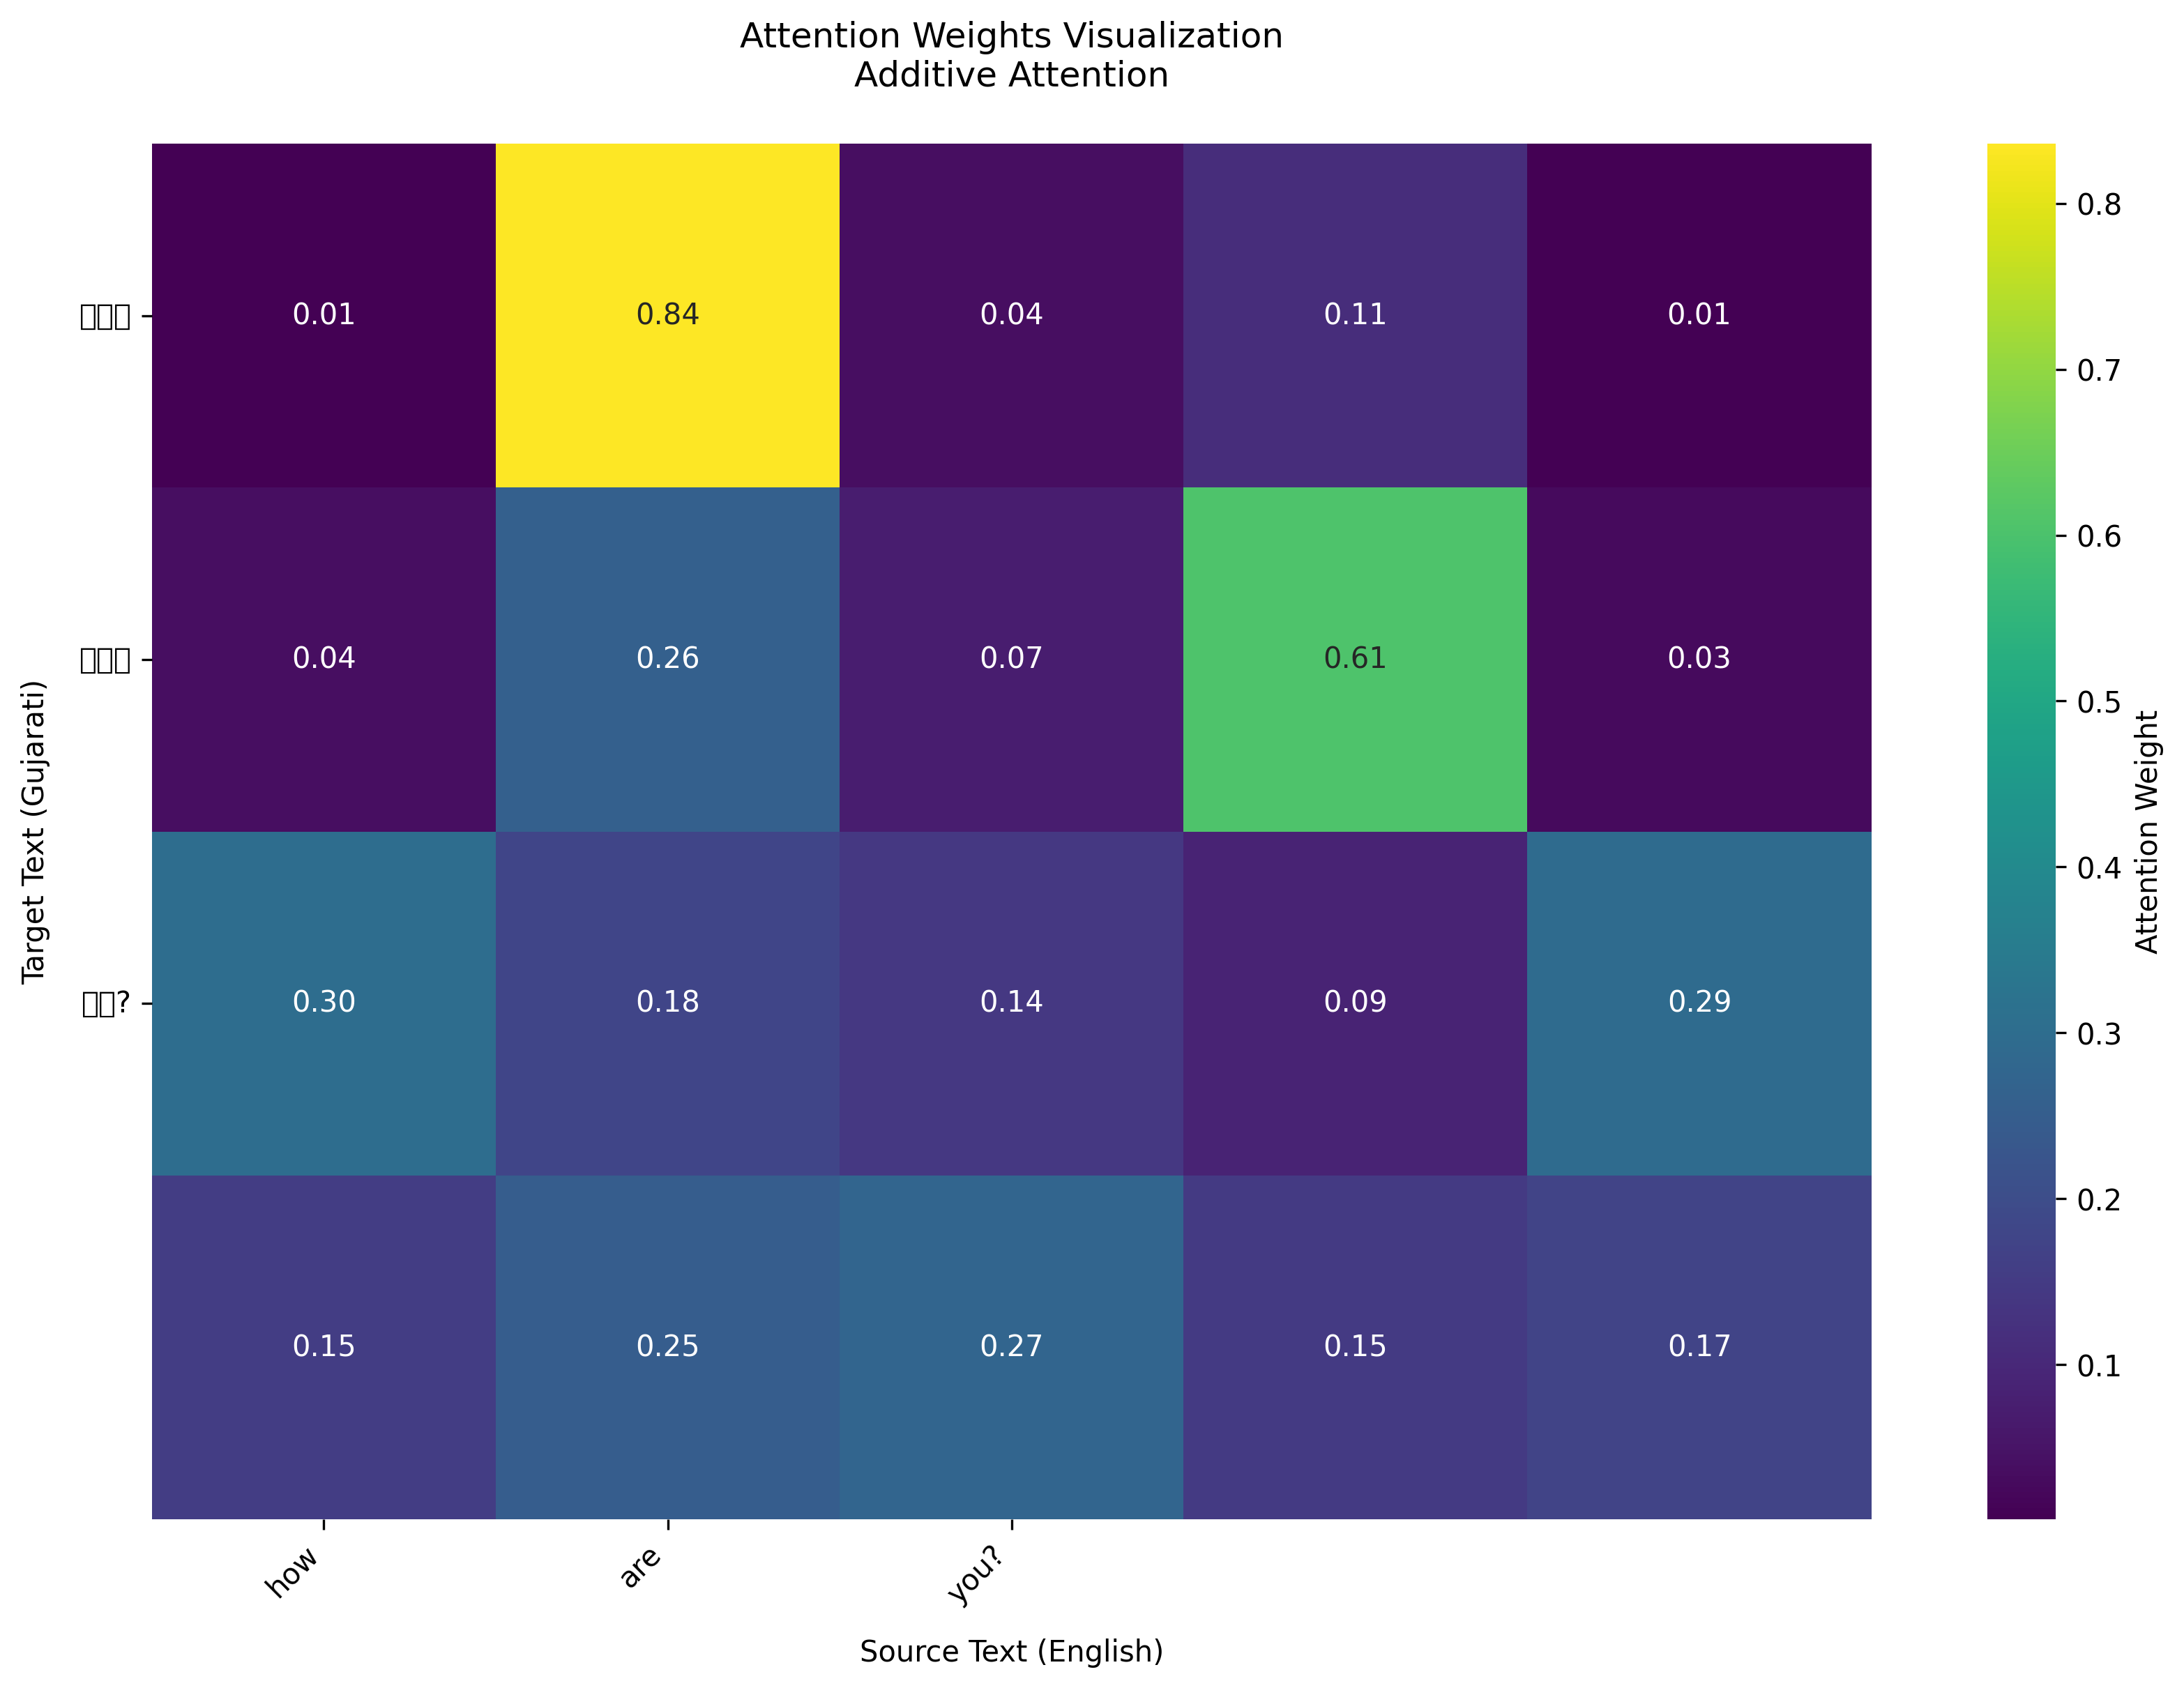 Attention Weights Visualization
Additive Attention
0.01 0.84 0.04 0.11 0.01
0.04 0.26 0.07 0.61 0.03
?
0.30 0.18 0.14 0.09 0.29
0.15 0.25 0.27 0.15 0.17
how are you?
Source Text (English)
Target Text (Gujarati)
0.8
0.7
0.6
0.5
0.4
0.3
0.2
0.1
Attention Weight